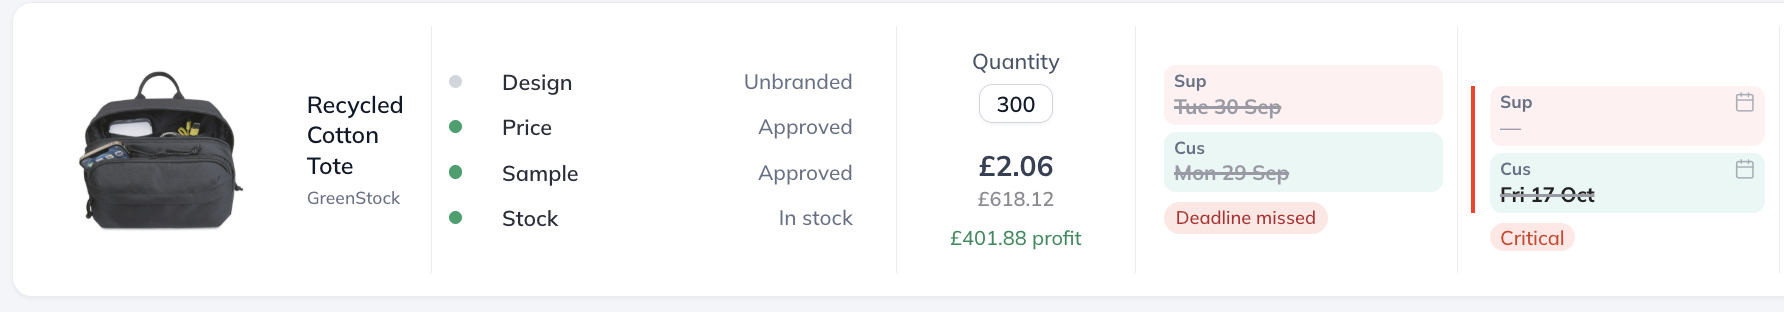 Recycled
Cotton
Tote
GreenStock
Design Unbranded
Price Approved
Sample Approved
Stock In stock
Quantity
300
£2.06
£618.12
£401.88 profit
Sup
Tue 30 Sep
Cus
Mon 29 Sep
Deadline missed
Sup
—
Cus
Fri 17 Oct
Critical